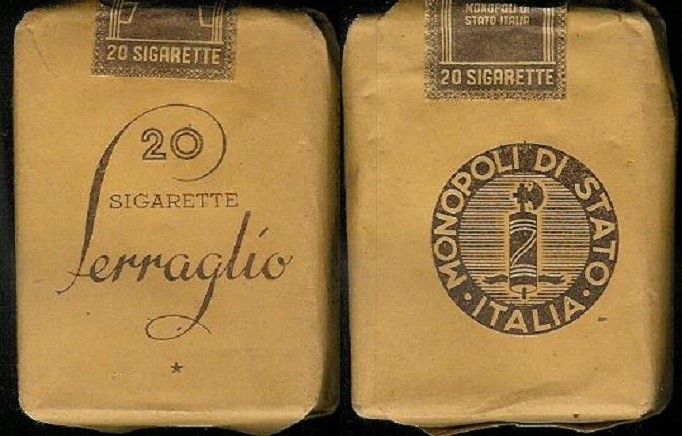 20 SIGARETTE
20
SIGARETTE
Serraglio
MONOPOLI DI
STATO ITALIA
20 SIGARETTE
MONOPOLI DI STATO · ITALIA ·